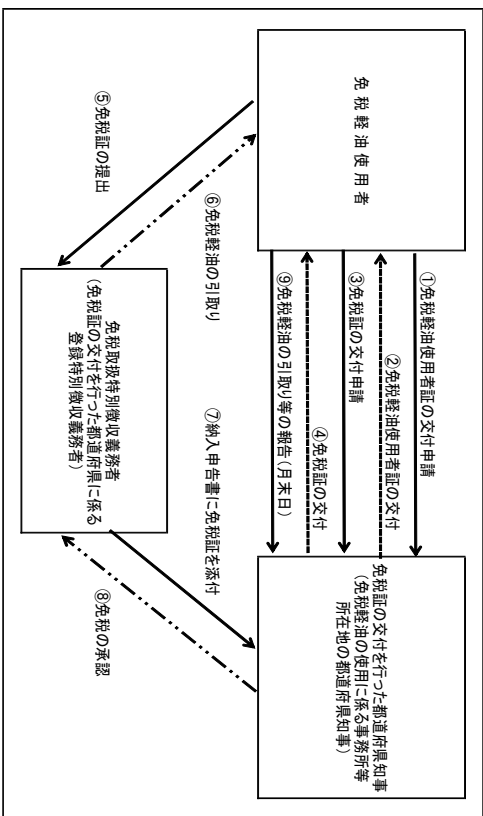 免税軽油使用者
①免税軽油使用者証の交付申請
②免税軽油使用者証の交付
③免税証の交付申請
④免税証の交付
⑨免税軽油の引取り等の報告(月末日)
免税証の交付を行った都道府県知事
(免税軽油の使用に係る事務所等
所在地の都道府県知事)
⑤免税証の提出
⑥免税軽油の引取り
⑦納入申告書に免税証を添付
⑧免税の承認
免税取扱特別徴収義務者
(免税証の交付を行った都道府県に係る
登録特別徴収義務者)